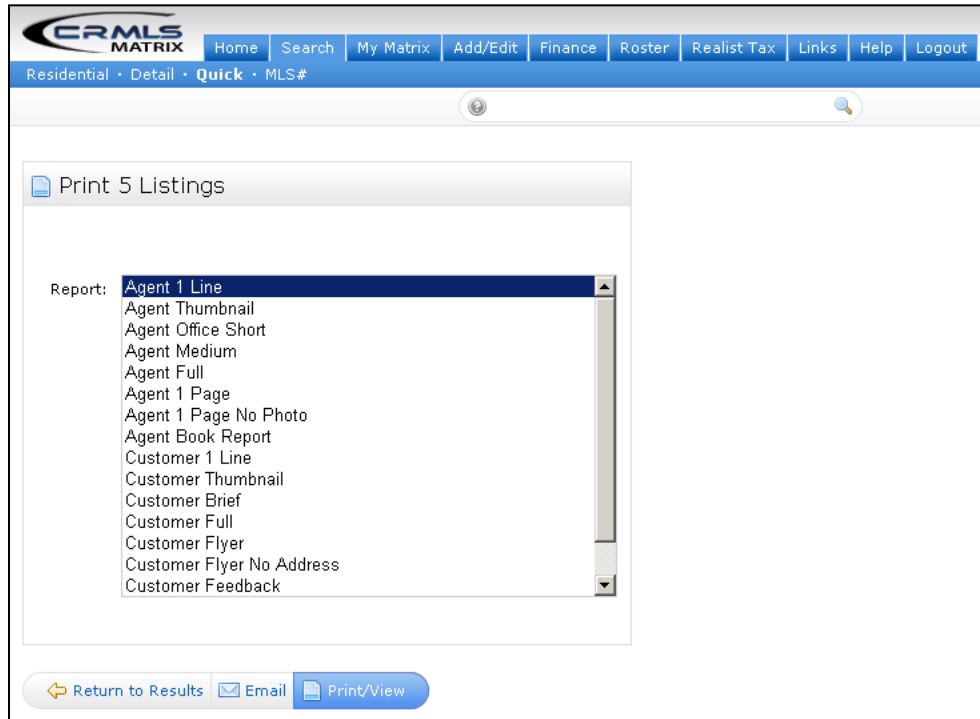 CRMLS
MATRIX
Home Search My Matrix Add/Edit Finance Roster Realist Tax Links Help Logout
Residential · Detail · Quick · MLS#
Print 5 Listings
Report:
Agent 1 Line
Agent Thumbnail
Agent Office Short
Agent Medium
Agent Full
Agent 1 Page
Agent 1 Page No Photo
Agent Book Report
Customer 1 Line
Customer Thumbnail
Customer Brief
Customer Full
Customer Flyer
Customer Flyer No Address
Customer Feedback
Return to Results Email Print/View